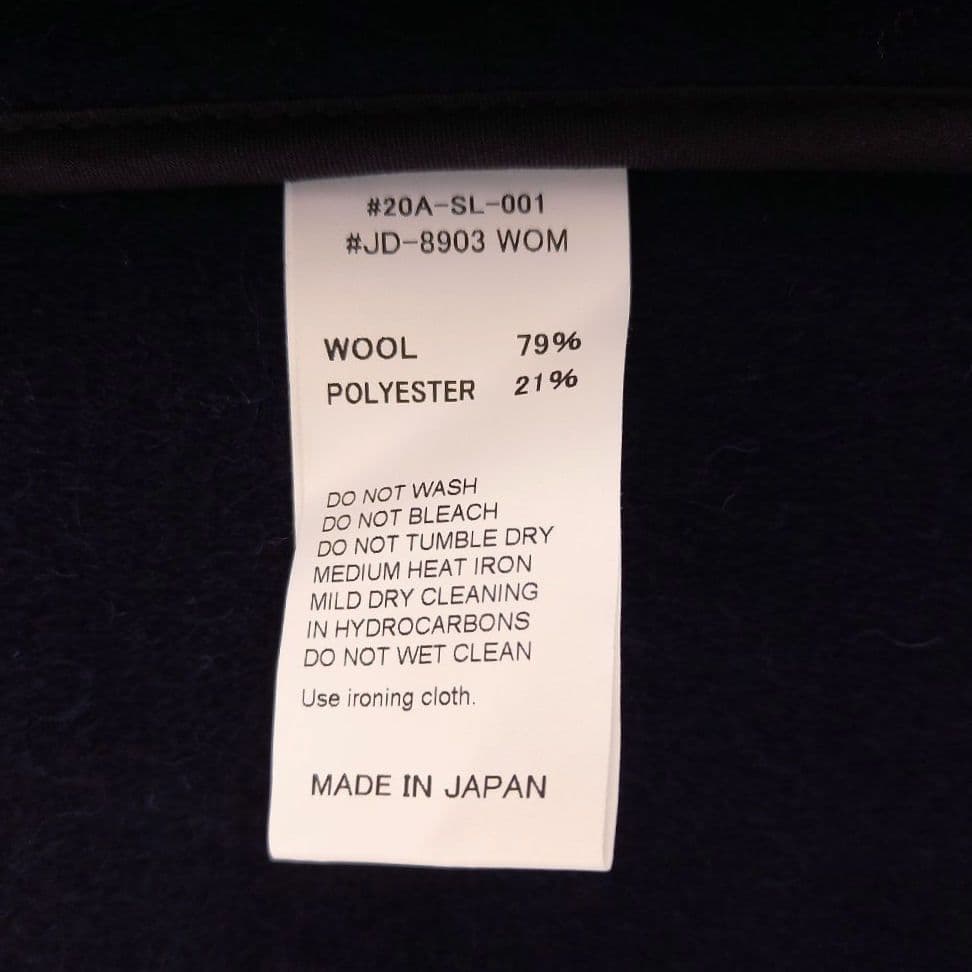 #20A-SL-001
#JD-8903 WOM
WOOL 79%
POLYESTER 21%
DO NOT WASH
DO NOT BLEACH
DO NOT TUMBLE DRY
MEDIUM HEAT IRON
MILD DRY CLEANING
IN HYDROCARBONS
DO NOT WET CLEAN
Use ironing cloth.
MADE IN JAPAN